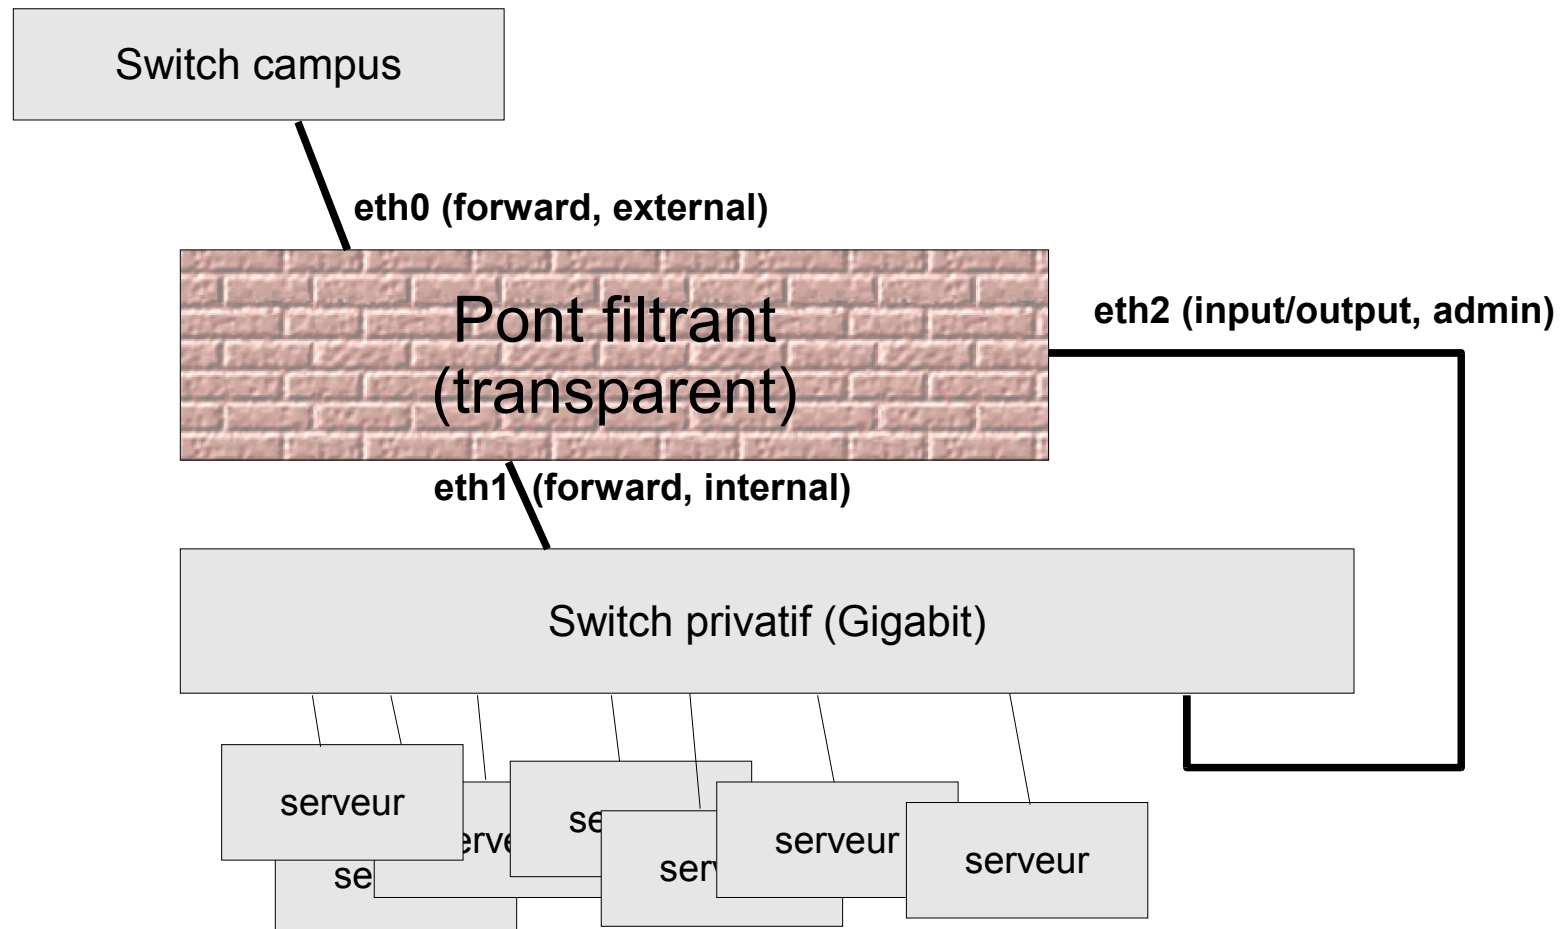 Switch campus
eth0 (forward, external)
Pont filtrant
(transparent)
eth2 (input/output, admin)
eth1 (forward, internal)
Switch privatif (Gigabit)
serveur
serveur
serveur